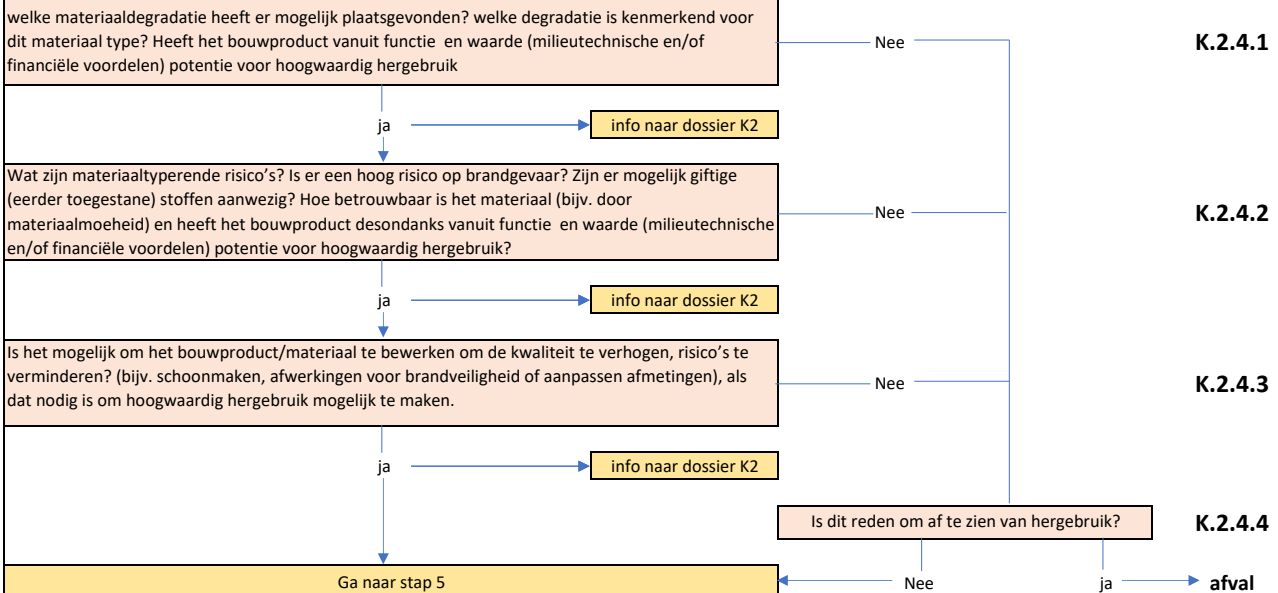 welke materiaaldegradatie heeft er mogelijk plaatsgevonden? welke degradatie is kenmerkend voor
dit materiaal type? Heeft het bouwproduct vanuit functie en waarde (milieutechnische en/of
financiële voordelen) potentie voor hoogwaardig hergebruik
Nee
K.2.4.1
ja
info naar dossier K2
Wat zijn materiaaltyperende risico's? Is er een hoog risico op brandgevaar? Zijn er mogelijk giftige
(eerder toegestane) stoffen aanwezig? Hoe betrouwbaar is het materiaal (bijv. door
materiaalmoeheid) en heeft het bouwproduct desondanks vanuit functie en waarde (milieutechnische
en/of financiële voordelen) potentie voor hoogwaardig hergebruik?
Nee
K.2.4.2
ja
info naar dossier K2
Is het mogelijk om het bouwproduct/materiaal te bewerken om de kwaliteit te verhogen, risico's te
verminderen? (bijv. schoonmaken, afwerkingen voor brandveiligheid of aanpassen afmetingen), als
dat nodig is om hoogwaardig hergebruik mogelijk te maken.
Nee
K.2.4.3
ja
info naar dossier K2
Is dit reden om af te zien van hergebruik?
K.2.4.4
Ga naar stap 5
Nee
ja
afval